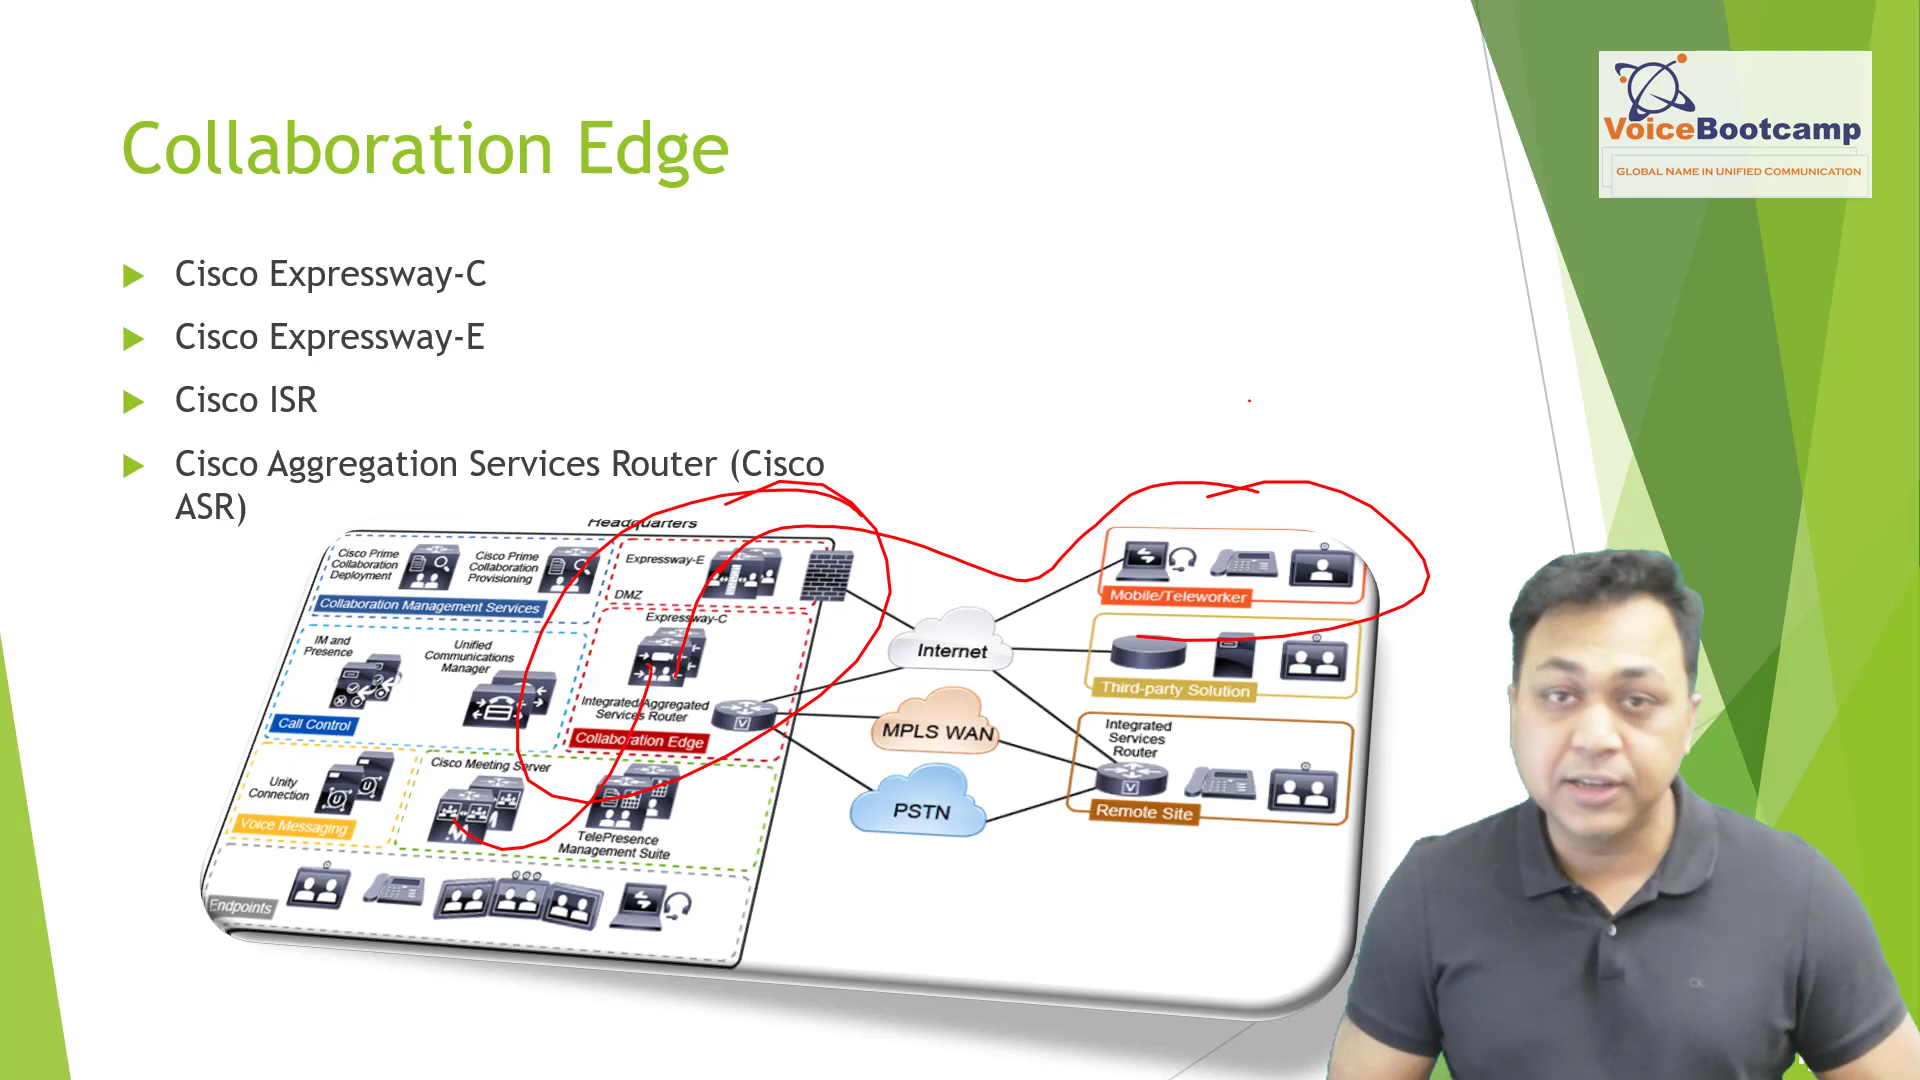 Collaboration Edge
VoiceBootcamp
GLOBAL NAME IN UNIFIED COMMUNICATION
Cisco Expressway-C
Cisco Expressway-E
Cisco ISR
Cisco Aggregation Services Router (Cisco
ASR)
Headquarters
Cisco Prime
Collaboration
Deployment
Cisco Prime
Collaboration
Provisioning
Collaboration Management Services
Expressway-E
DMZ
Expressway-C
Integrated/Aggregated
Services Router
V
Collaboration Edge
IM and
Presence
Unified
Communications
Manager
Call Control
Unity
Connection
Voice Messaging
Cisco Meeting Server
TelePresence
Management Suite
Endpoints
Internet
MPLS WAN
PSTN
Mobile/Teleworker
Third-party Solution
Integrated
Services
Router
V
Remote Site
CK